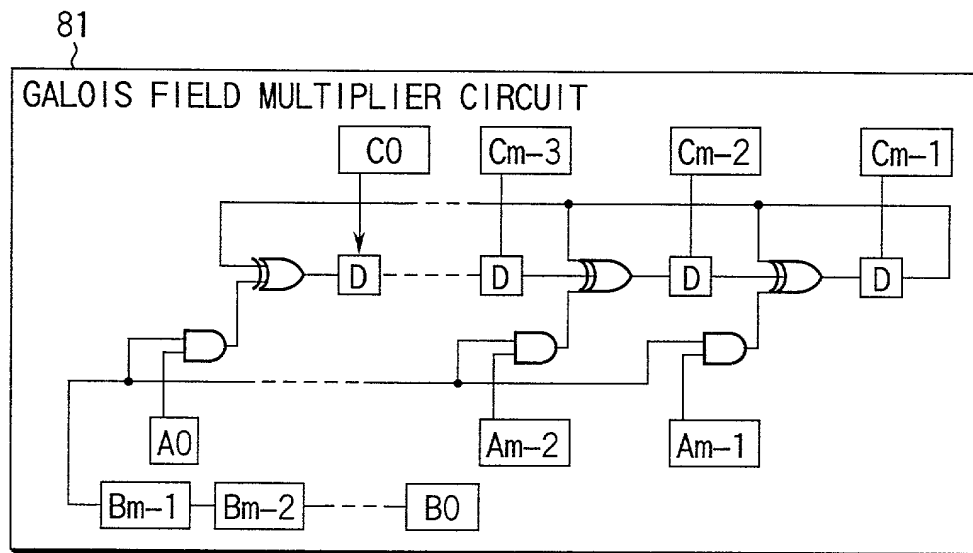 81
GALOIS FIELD MULTIPLIER CIRCUIT
C0 Cm-3 Cm-2 Cm-1
D D D D
A0 Am-2 Am-1
Bm-1 Bm-2 B0